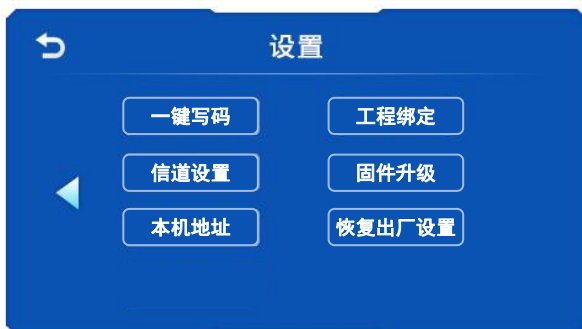 设置
一键写码
工程绑定
信道设置
固件升级
本机地址
恢复出厂设置